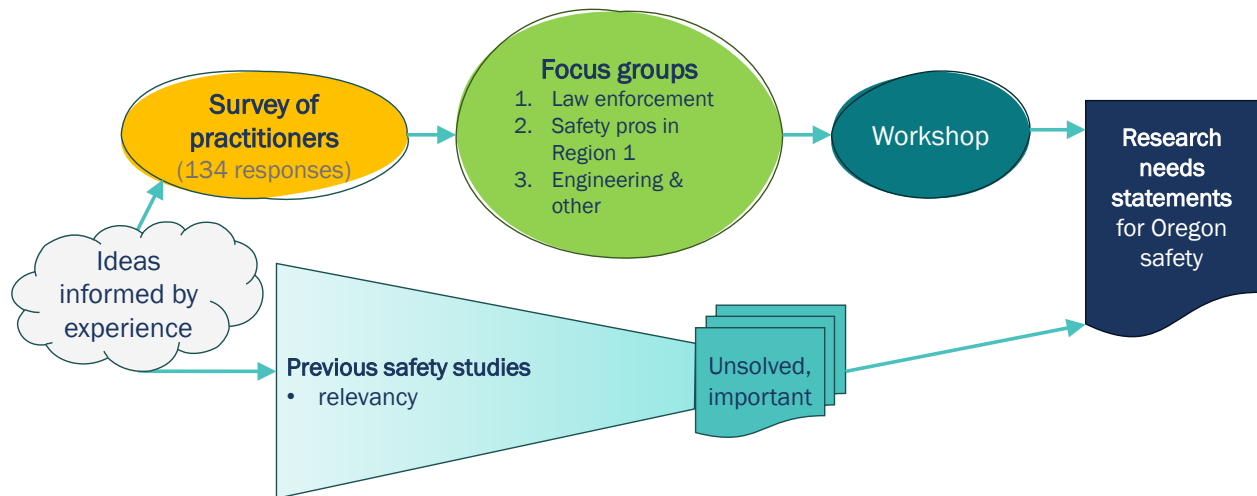 Survey of
practitioners
(134 responses)
Focus groups
1. Law enforcement
2. Safety pros in
Region 1
3. Engineering &
other
Workshop
Research
needs
statements
for Oregon
safety
Ideas
informed by
experience
Previous safety studies
• relevancy
Unsolved,
important